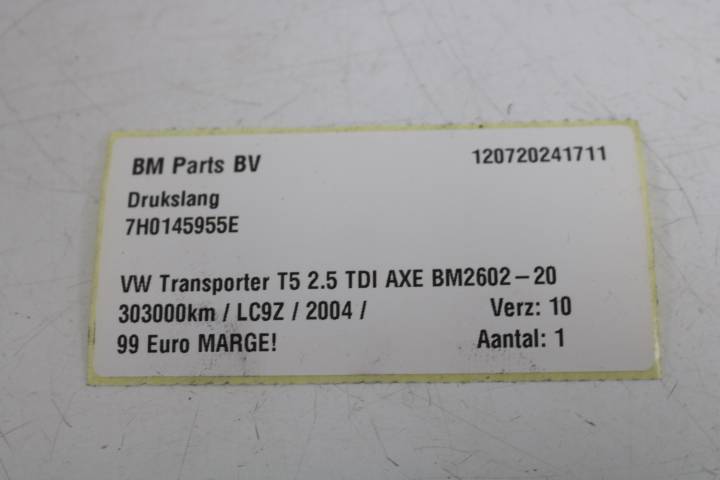 BM Parts BV 120720241711
Drukslang
7H0145955E
VW Transporter T5 2.5 TDI AXE BM2602-20
303000km / LC9Z / 2004 / Verz: 10
99 Euro MARGE! Aantal: 1